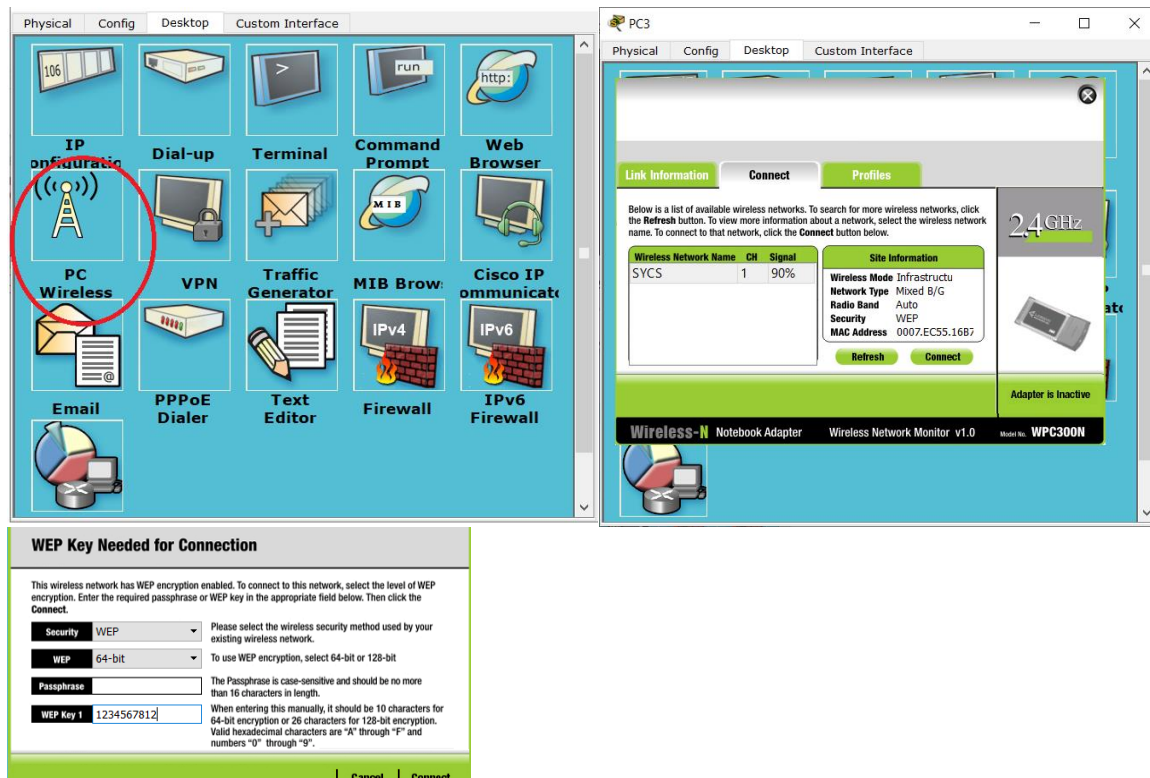 Physical Config Desktop Custom Interface
106
>
run
http:
IP
onfiguratio
Dial-up
Terminal
Command
Prompt
Web
Browser
MIB
PC
Wireless
VPN
Traffic
Generator
MIB Brow
Cisco IP
ommunicato
@
IPv4
IPv6
Email
PPPoE
Dialer
Text
Editor
Firewall
IPv6
Firewall
PC3
Physical Config Desktop Custom Interface
Link Information Connect Profiles
Below is a list of available wireless networks. To search for more wireless networks, click
the Refresh button. To view more information about a network, select the wireless network
name. To connect to that network, click the Connect button below.
Wireless Network Name CH Signal
SYCS 1 90%
Site Information
Wireless Mode Infrastructu
Network Type Mixed B/G
Radio Band Auto
Security WEP
MAC Address 0007.EC55.16B7
Refresh Connect
2.4GHz
Adapter is Inactive
Wireless-N Notebook Adapter Wireless Network Monitor v1.0 Model No. WPC300N
WEP Key Needed for Connection
This wireless network has WEP encryption enabled. To connect to this network, select the level of WEP
encryption. Enter the required passphrase or WEP key in the appropriate field below. Then click the
Connect.
Security WEP
Please select the wireless security method used by your
existing wireless network.
WEP 64-bit
To use WEP encryption, select 64-bit or 128-bit
Passphrase
The Passphrase is case-sensitive and should be no more
than 16 characters in length.
WEP Key 1 1234567812
When entering this manually, it should be 10 characters for
64-bit encryption or 26 characters for 128-bit encryption.
Valid hexadecimal characters are "A" through "F" and
numbers "0" through "9".
Cancel Connect